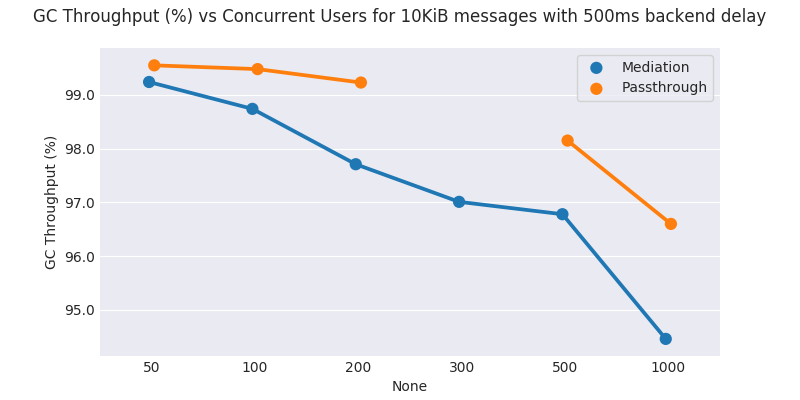 GC Throughput (%) vs Concurrent Users for 10KiB messages with 500ms backend delay
Mediation
Passthrough
GC Throughput (%)
99.0
98.0
97.0
96.0
95.0
50 100 200 300 500 1000
None